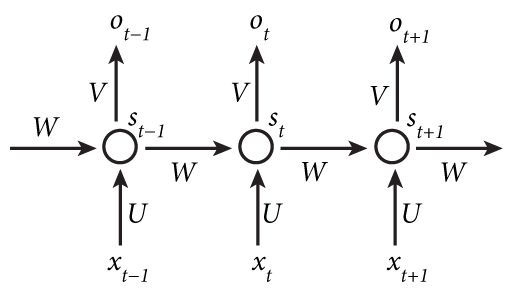 o_{t-1} o_t o_{t+1}
V V V
W s_{t-1} s_t s_{t+1}
W W W
U U U
x_{t-1} x_t x_{t+1}